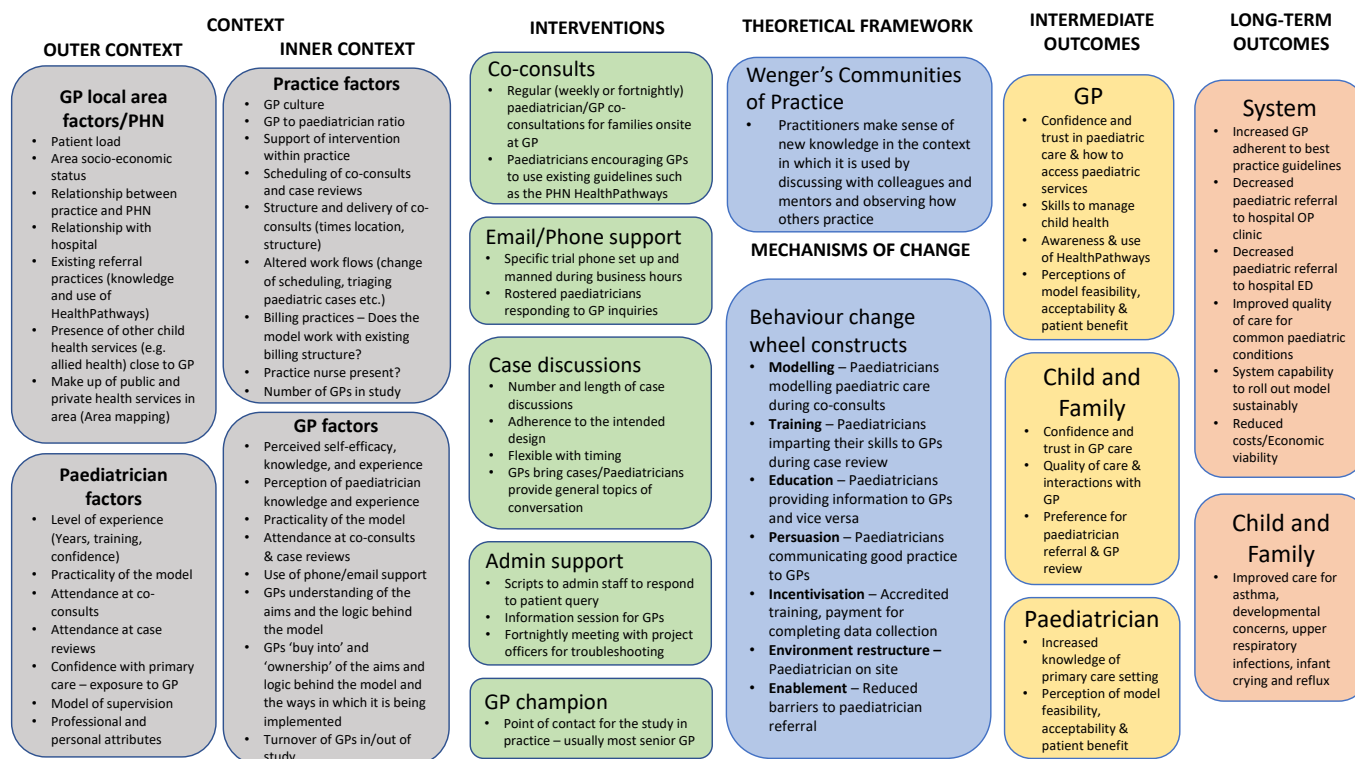 CONTEXT
OUTER CONTEXT
GP local area
factors/PHN
• Patient load
• Area socio-economic
status
• Relationship between
practice and PHN
• Relationship with
hospital
• Existing referral
practices (knowledge
and use of
HealthPathways)
• Presence of other child
health services (e.g.
allied health) close to GP
• Make up of public and
private health services in
area (Area mapping)
Paediatrician
factors
• Level of experience
(Years, training,
confidence)
• Practicality of the model
• Attendance at co-
consults
• Attendance at case
reviews
• Confidence with primary
care – exposure to GP
• Model of supervision
• Professional and
personal attributes
INNER CONTEXT
Practice factors
• GP culture
• GP to paediatrician ratio
• Support of intervention
within practice
• Scheduling of co-consults
and case reviews
• Structure and delivery of co-
consults (times location,
structure)
• Altered work flows (change
of scheduling, triaging
paediatric cases etc.)
• Billing practices – Does the
model work with existing
billing structure?
• Practice nurse present?
• Number of GPs in study
GP factors
• Perceived self-efficacy,
knowledge, and experience
• Perception of paediatrician
knowledge and experience
• Practicality of the model
• Attendance at co-consults
& case reviews
• Use of phone/email support
• GPs understanding of the
aims and the logic behind
the model
• GPs ‘buy into’ and
‘ownership’ of the aims and
logic behind the model and
the ways in which it is being
implemented
• Turnover of GPs in/out of
study
INTERVENTIONS
Co-consults
• Regular (weekly or fortnightly)
paediatrician/GP co-
consultations for families onsite
at GP
• Paediatricians encouraging GPs
to use existing guidelines such
as the PHN HealthPathways
Email/Phone support
• Specific trial phone set up and
manned during business hours
• Rostered paediatricians
responding to GP inquiries
Case discussions
• Number and length of case
discussions
• Adherence to the intended
design
• Flexible with timing
• GPs bring cases/Paediatricians
provide general topics of
conversation
Admin support
• Scripts to admin staff to respond
to patient query
• Information session for GPs
• Fortnightly meeting with project
officers for troubleshooting
GP champion
• Point of contact for the study in
practice – usually most senior GP
THEORETICAL FRAMEWORK
Wenger’s Communities
of Practice
• Practitioners make sense of
new knowledge in the context
in which it is used by
discussing with colleagues and
mentors and observing how
others practice
MECHANISMS OF CHANGE
Behaviour change
wheel constructs
• Modelling – Paediatricians
modelling paediatric care
during co-consults
• Training – Paediatricians
imparting their skills to GPs
during case review
• Education – Paediatricians
providing information to GPs
and vice versa
• Persuasion – Paediatricians
communicating good practice
to GPs
• Incentivisation – Accredited
training, payment for
completing data collection
• Environment restructure –
Paediatrician on site
• Enablement – Reduced
barriers to paediatrician
referral
INTERMEDIATE
OUTCOMES
GP
• Confidence and
trust in paediatric
care & how to
access paediatric
services
• Skills to manage
child health
• Awareness & use
of HealthPathways
• Perceptions of
model feasibility,
acceptability &
patient benefit
Child and
Family
• Confidence and
trust in GP care
• Quality of care &
interactions with
GP
• Preference for
paediatrician
referral & GP
review
Paediatrician
• Increased
knowledge of
primary care setting
• Perception of model
feasibility,
acceptability &
patient benefit
LONG-TERM
OUTCOMES
System
• Increased GP
adherent to best
practice guidelines
• Decreased
paediatric referral
to hospital OP
clinic
• Decreased
paediatric referral
to hospital ED
• Improved quality
of care for
common paediatric
conditions
• System capability
to roll out model
sustainably
• Reduced
costs/Economic
viability
Child and
Family
• Improved care for
asthma,
developmental
concerns, upper
respiratory
infections, infant
crying and reflux